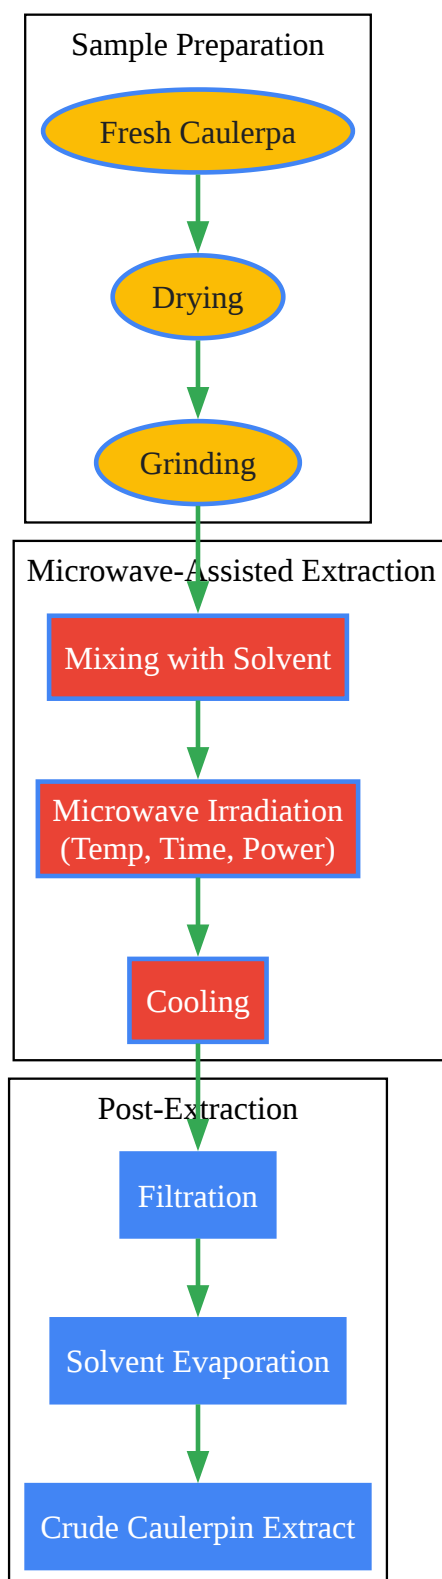 Sample Preparation
Fresh Caulerpa
Drying
Grinding
Microwave-Assisted Extraction
Mixing with Solvent
Microwave Irradiation
(Temp, Time, Power)
Cooling
Post-Extraction
Filtration
Solvent Evaporation
Crude Caulerpin Extract